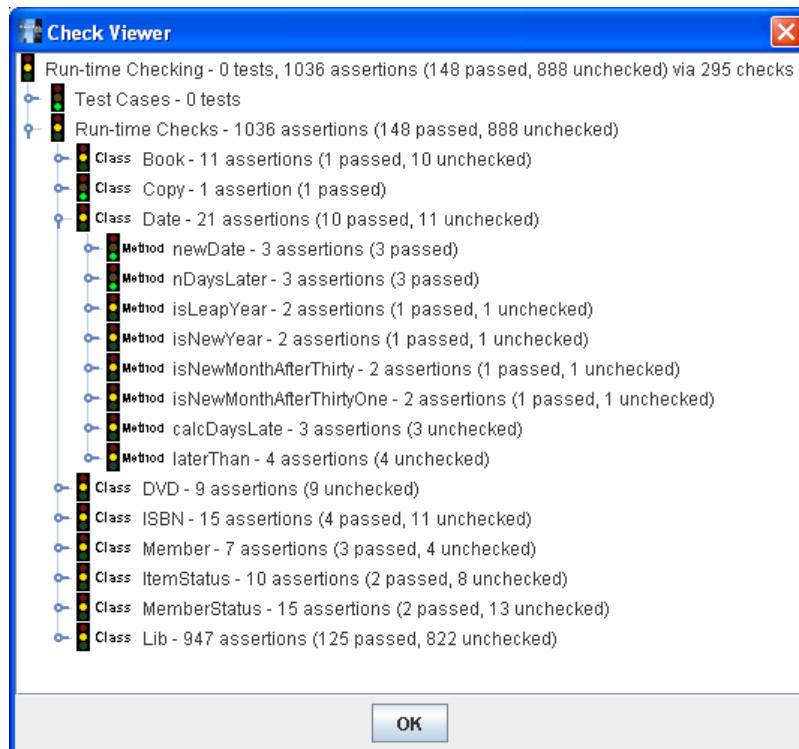 Check Viewer
Run-time Checking - 0 tests, 1036 assertions (148 passed, 888 unchecked) via 295 checks
Test Cases - 0 tests
Run-time Checks - 1036 assertions (148 passed, 888 unchecked)
Class Book - 11 assertions (1 passed, 10 unchecked)
Class Copy - 1 assertion (1 passed)
Class Date - 21 assertions (10 passed, 11 unchecked)
Method newDate - 3 assertions (3 passed)
Method nDaysLater - 3 assertions (3 passed)
Method isLeapYear - 2 assertions (1 passed, 1 unchecked)
Method isNewYear - 2 assertions (1 passed, 1 unchecked)
Method isNewMonthAfterThirty - 2 assertions (1 passed, 1 unchecked)
Method isNewMonthAfterThirtyOne - 2 assertions (1 passed, 1 unchecked)
Method calcDaysLate - 3 assertions (3 unchecked)
Method laterThan - 4 assertions (4 unchecked)
Class DVD - 9 assertions (9 unchecked)
Class ISBN - 15 assertions (4 passed, 11 unchecked)
Class Member - 7 assertions (3 passed, 4 unchecked)
Class ItemStatus - 10 assertions (2 passed, 8 unchecked)
Class MemberStatus - 15 assertions (2 passed, 13 unchecked)
Class Lib - 947 assertions (125 passed, 822 unchecked)
OK